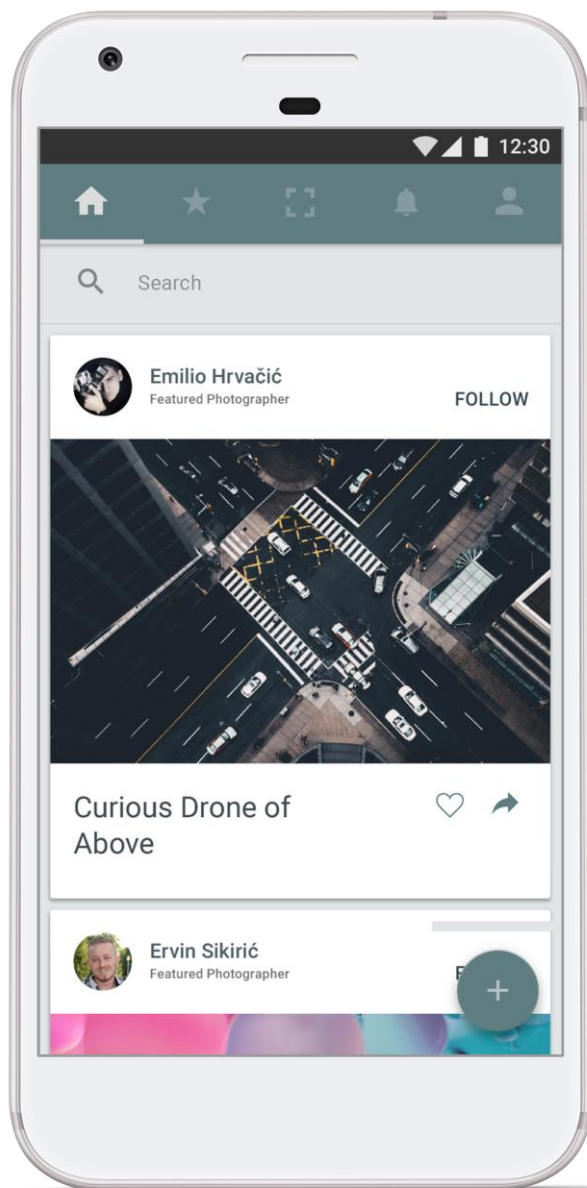 12:30
Search
Emilio Hrvačić
Featured Photographer
FOLLOW
Curious Drone of
Above
Ervin Sikirić
Featured Photographer